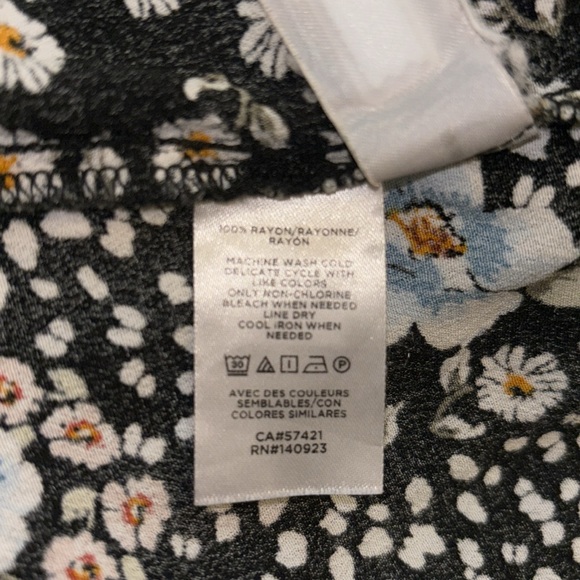 100% RAYON/RAYONNE/
RAYÓN
MACHINE WASH COLD
DELICATE CYCLE WITH
LIKE COLORS
ONLY NON-CHLORINE
BLEACH WHEN NEEDED
LINE DRY
COOL IRON WHEN
NEEDED
30 P
AVEC DES COULEURS
SEMBLABLES/CON
COLORES SIMILARES
CA#57421
RN#140923